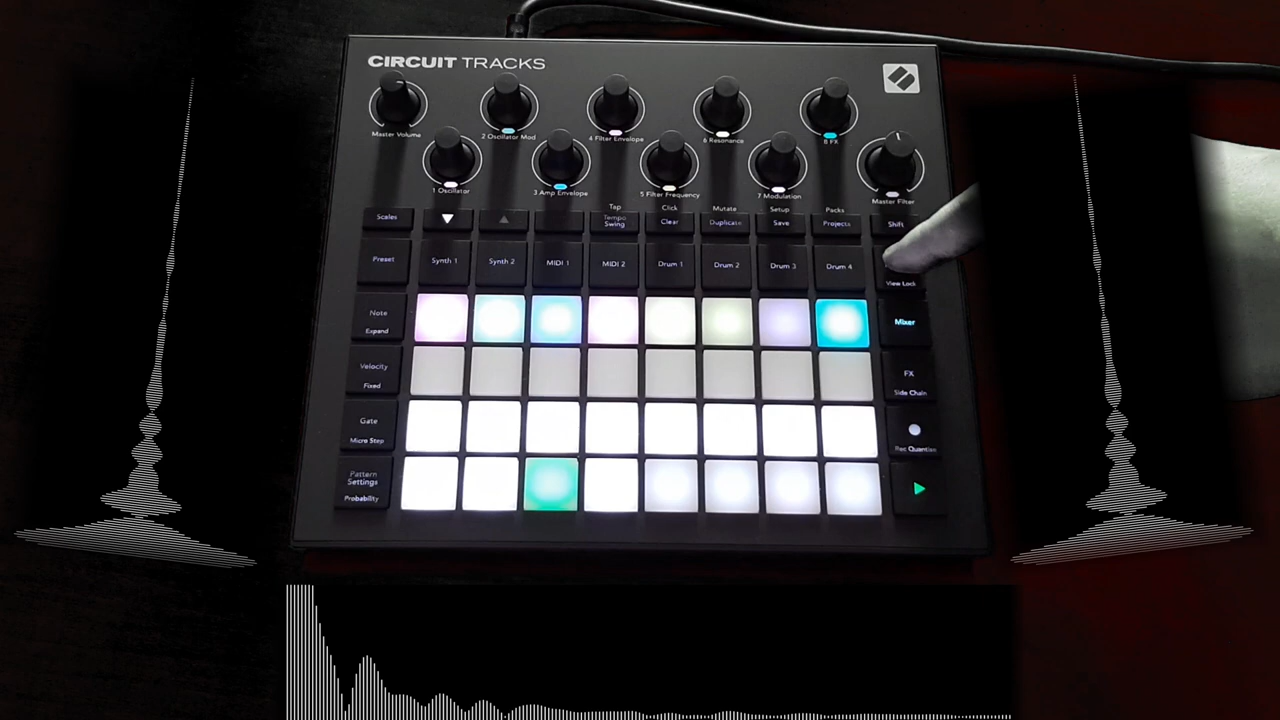 CIRCUIT TRACKS
Master Volume
2 Oscillator Mod
4 Filter Envelope
6 Resonance
8 FX
1 Oscillator
3 Amp Envelope
5 Filter Frequency
7 Modulation
Master Filter
Tap
Click
Mutate
Setup
Packs
Scales
Tempo
Swing
Clear
Duplicate
Save
Projects
Shift
Preset
Synth 1
Synth 2
MIDI 1
MIDI 2
Drum 1
Drum 2
Drum 3
Drum 4
View Lock
Note
Expand
Mixer
Velocity
Fixed
FX
Side Chain
Gate
Micro Step
Rec Quantise
Pattern
Settings
Probability